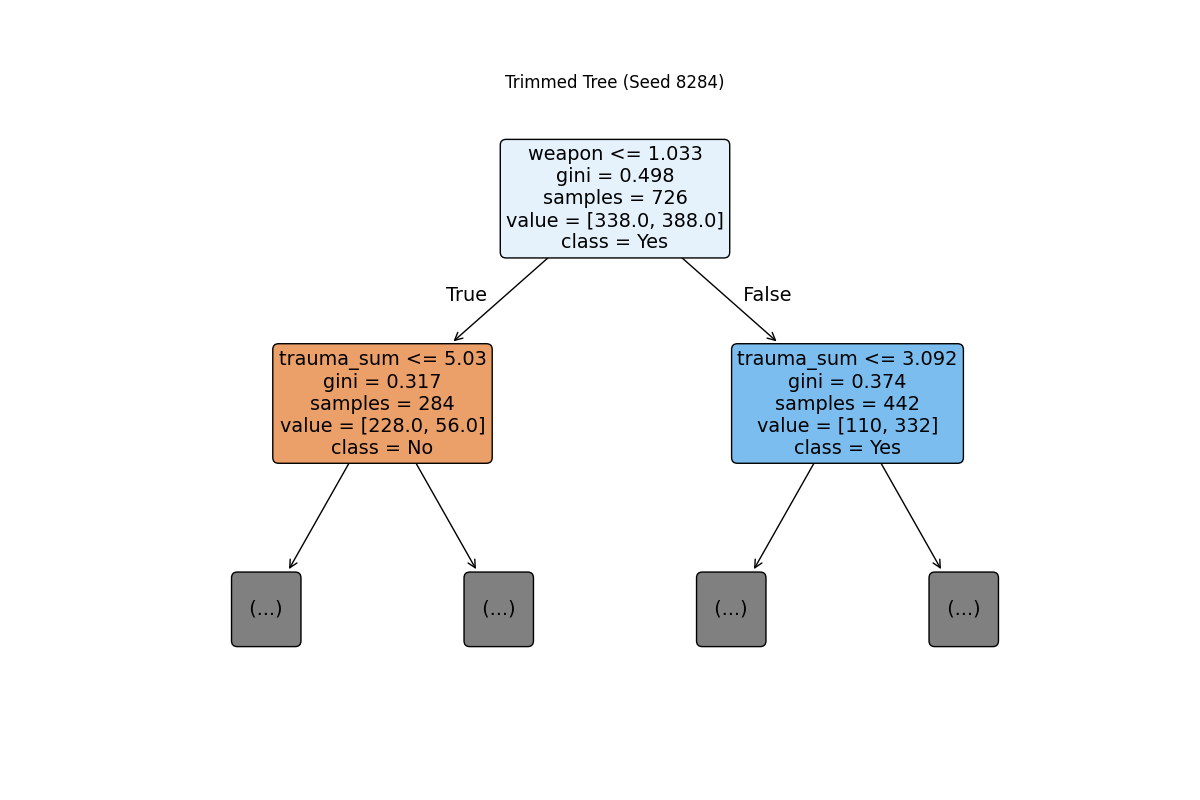 Trimmed Tree (Seed 8284)
weapon <= 1.033
gini = 0.498
samples = 726
value = [338.0, 388.0]
class = Yes
True
False
trauma_sum <= 5.03
gini = 0.317
samples = 284
value = [228.0, 56.0]
class = No
trauma_sum <= 3.092
gini = 0.374
samples = 442
value = [110, 332]
class = Yes
(...)
(...)
(...)
(...)